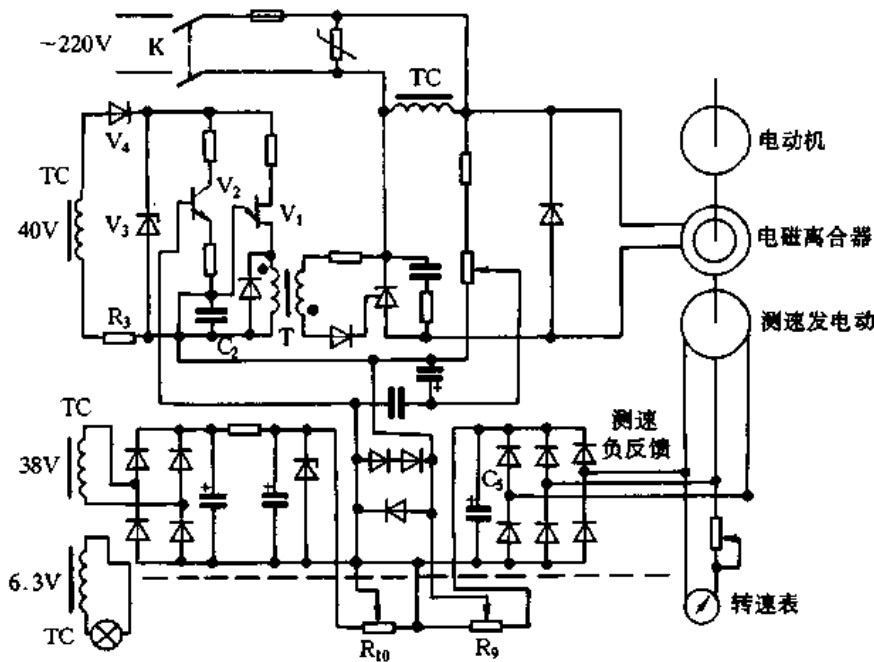 ~220V
K
TC
V₄
TC
40V
V₂
V₃
V₁
R₃
C₂
T
电动机
电磁离合器
测速发电动
TC
38V
测速
负反馈
C₅
6.3V
TC
R₁₀
R₉
转速表